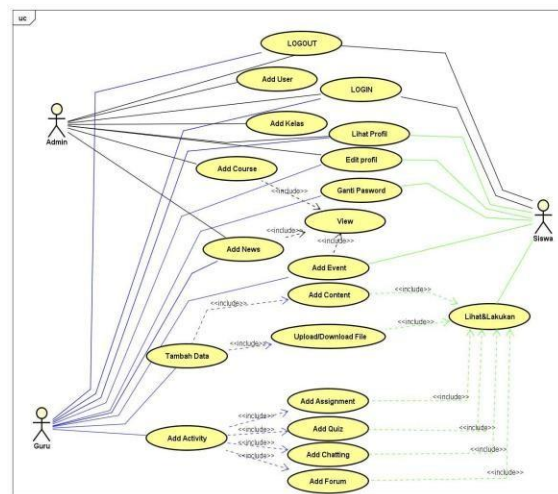 uc
LOGOUT
Add User
LOGIN
Admin
Add Kelas
Lihat Profil
Edit profil
Add Course
Ganti Pasword
<<include>>
View
Siswa
<<include>>
Add News
<<include>>
Add Event
Add Content
<<include>>
<<include>>
Upload/Download File
<<include>>
Lihat&Lakukan
Tambah Data
<<include>>
Add Assignment
<<include>>
<<include>>
Guru
Add Activity
<<include>>
Add Quiz
<<include>>
<<include>>
Add Chatting
<<include>>
<<include>>
Add Forum
<<include>>